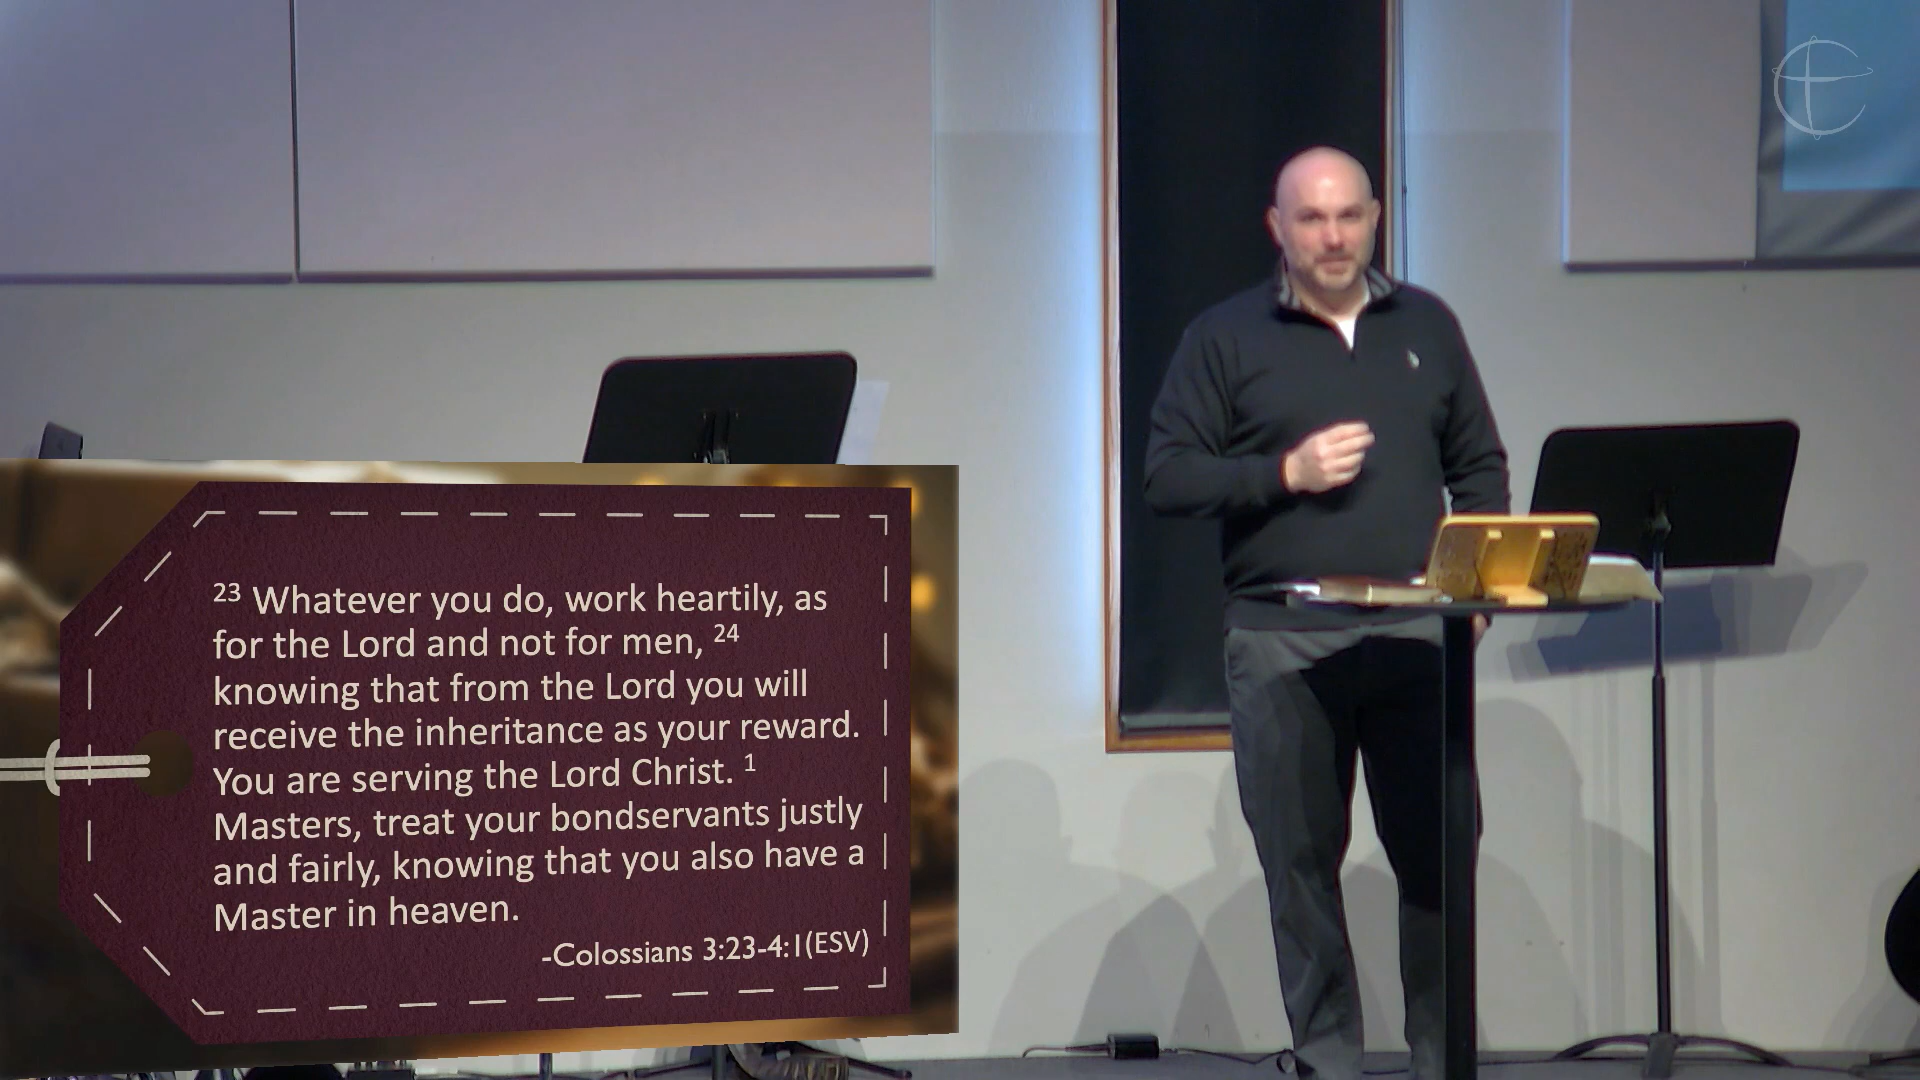 23 Whatever you do, work heartily, as
for the Lord and not for men, 24
knowing that from the Lord you will
receive the inheritance as your reward.
You are serving the Lord Christ. 1
Masters, treat your bondservants justly
and fairly, knowing that you also have a
Master in heaven.
-Colossians 3:23-4:1(ESV)